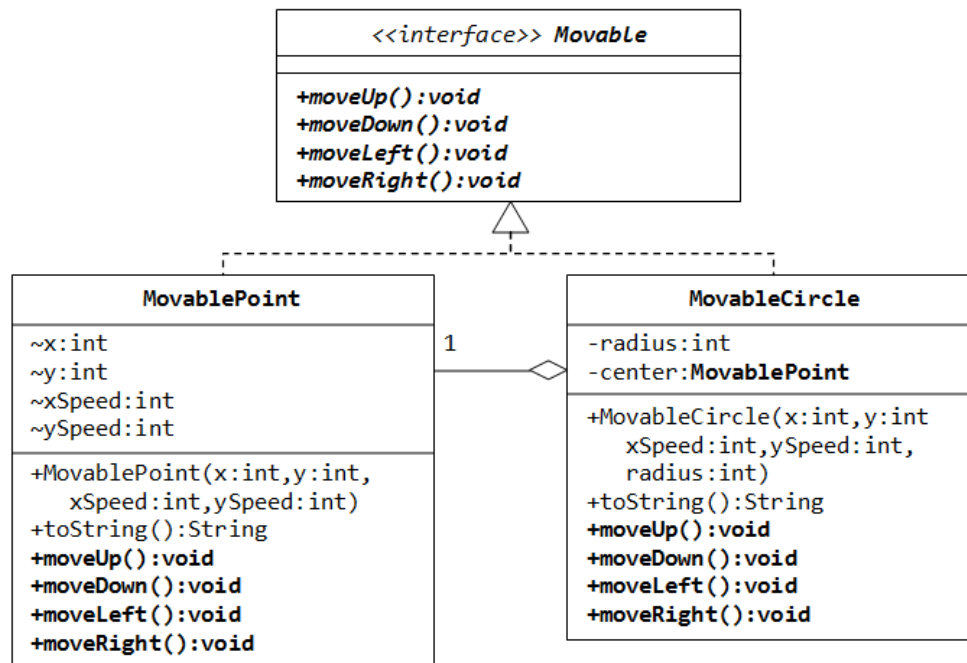 <<interface>> Movable
+moveUp():void
+moveDown():void
+moveLeft():void
+moveRight():void
MovablePoint
~x:int
~y:int
~xSpeed:int
~ySpeed:int
+MovablePoint(x:int,y:int,
xSpeed:int,ySpeed:int)
+toString():String
+moveUp():void
+moveDown():void
+moveLeft():void
+moveRight():void
1
MovableCircle
-radius:int
-center:MovablePoint
+MovableCircle(x:int,y:int
xSpeed:int,ySpeed:int,
radius:int)
+toString():String
+moveUp():void
+moveDown():void
+moveLeft():void
+moveRight():void